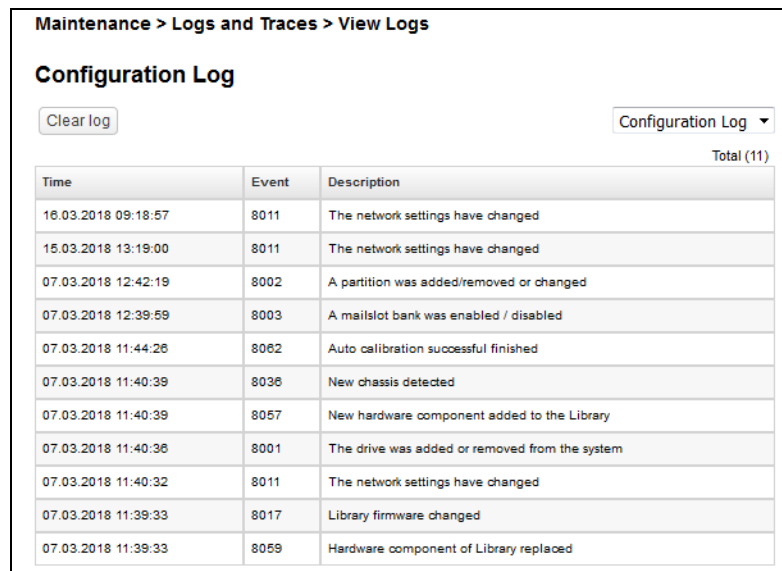 Maintenance > Logs and Traces > View Logs
Configuration Log
Clear log
Configuration Log
Total (11)
Time Event Description
16.03.2018 09:18:57 8011 The network settings have changed
15.03.2018 13:19:00 8011 The network settings have changed
07.03.2018 12:42:19 8002 A partition was added/removed or changed
07.03.2018 12:39:59 8003 A mailslot bank was enabled / disabled
07.03.2018 11:44:26 8062 Auto calibration successful finished
07.03.2018 11:40:39 8036 New chassis detected
07.03.2018 11:40:39 8057 New hardware component added to the Library
07.03.2018 11:40:36 8001 The drive was added or removed from the system
07.03.2018 11:40:32 8011 The network settings have changed
07.03.2018 11:39:33 8017 Library firmware changed
07.03.2018 11:39:33 8059 Hardware component of Library replaced